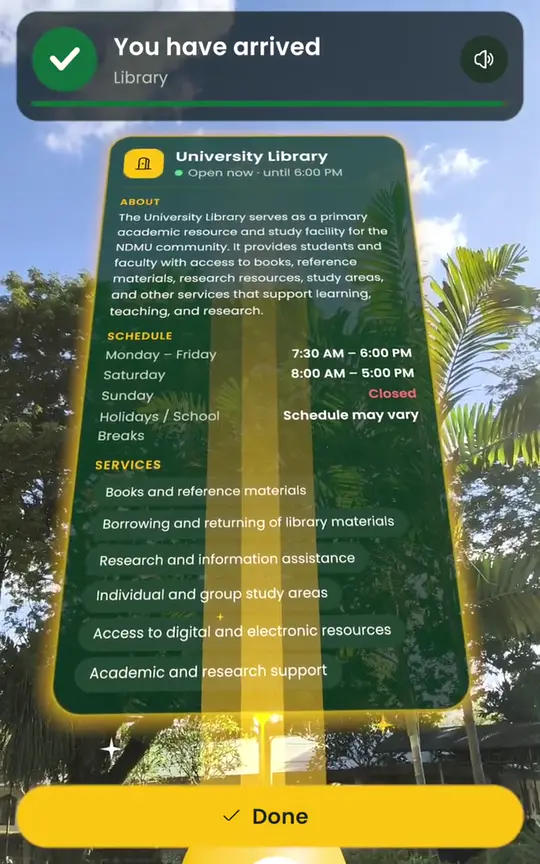 You have arrived
Library
University Library
Open now · until 6:00 PM
ABOUT
The University Library serves as a primary
academic resource and study facility for the
NDMU community. It provides students and
faculty with access to books, reference
materials, research resources, study areas,
and other services that support learning,
teaching, and research.
SCHEDULE
Monday – Friday 7:30 AM – 6:00 PM
Saturday 8:00 AM – 5:00 PM
Sunday Closed
Holidays / School Schedule may vary
Breaks
SERVICES
Books and reference materials
Borrowing and returning of library materials
Research and information assistance
Individual and group study areas
Access to digital and electronic resources
Academic and research support
Done